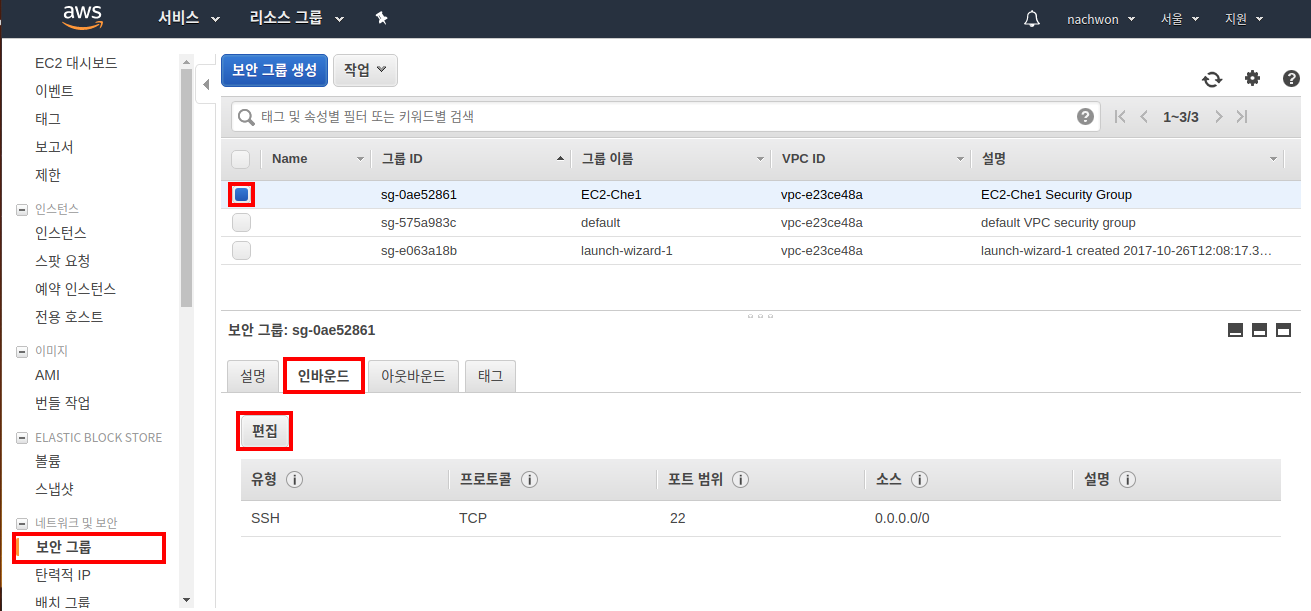 aws 서비스 리소스 그룹 nachwon 서울 지원
EC2 대시보드
이벤트
태그
보고서
제한
인스턴스
인스턴스
스팟 요청
예약 인스턴스
전용 호스트
이미지
AMI
번들 작업
ELASTIC BLOCK STORE
볼륨
스냅샷
네트워크 및 보안
보안 그룹
탄력적 IP
배치 그룹
보안 그룹 생성 작업
태그 및 속성별 필터 또는 키워드별 검색 1~3/3
Name 그룹 ID 그룹 이름 VPC ID 설명
sg-0ae52861 EC2-Che1 vpc-e23ce48a EC2-Che1 Security Group
sg-575a983c default vpc-e23ce48a default VPC security group
sg-e063a18b launch-wizard-1 vpc-e23ce48a launch-wizard-1 created 2017-10-26T12:08:17.3…
보안 그룹: sg-0ae52861
설명 인바운드 아웃바운드 태그
편집
유형 프로토콜 포트 범위 소스 설명
SSH TCP 22 0.0.0.0/0